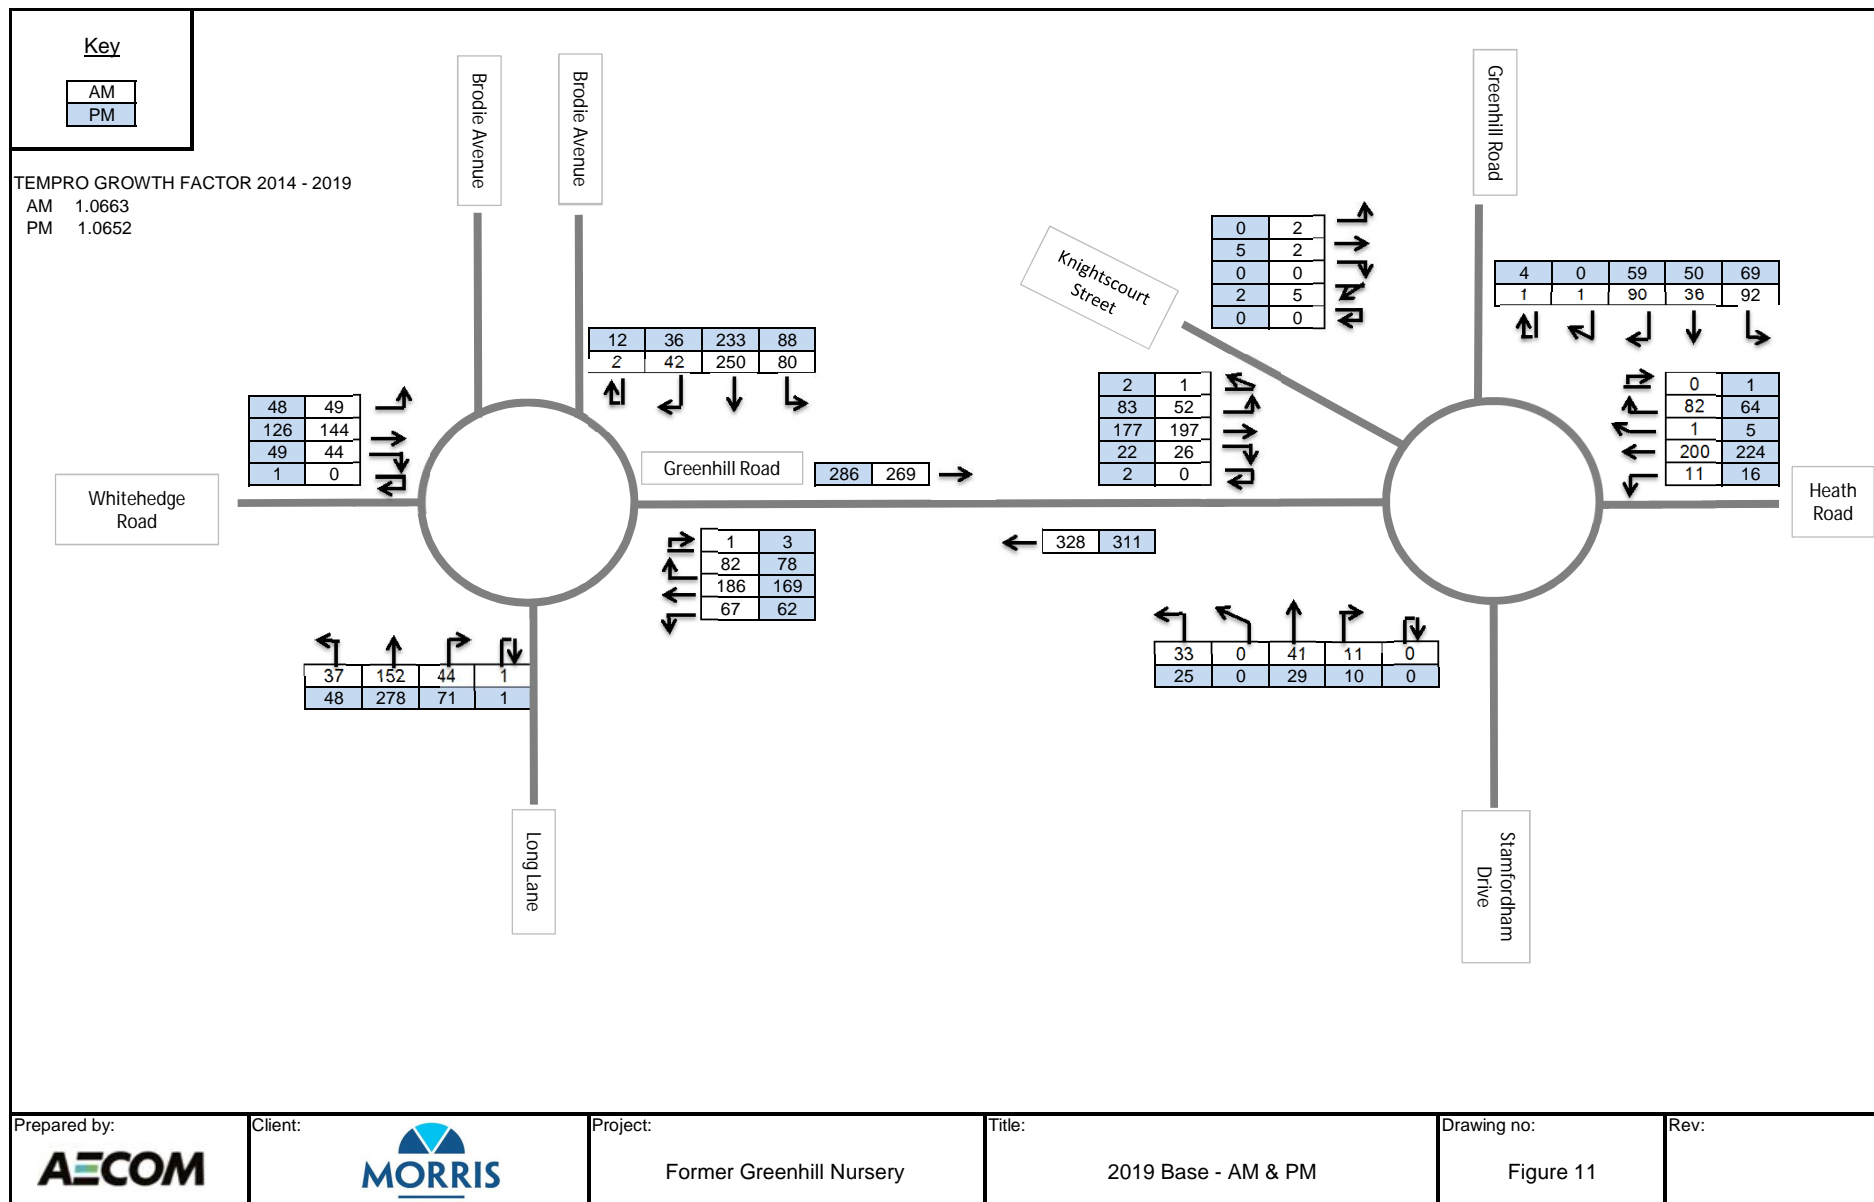 Key
AM
PM
TEMPRO GROWTH FACTOR 2014 - 2019
AM 1.0663
PM 1.0652
Brodie Avenue
Brodie Avenue
Greenhill Road
Knightscourt
Street
0 2
5 2
0 0
2 5
0 0
4 0 59 50 69
1 1 90 36 92
12 36 233 88
2 42 250 80
48 49
126 144
49 44
1 0
2 1
83 52
177 197
22 26
2 0
0 1
82 64
1 5
200 224
11 16
Greenhill Road
286 269
Whitehedge
Road
Heath
Road
1 3
82 78
186 169
67 62
328 311
37 152 44 1
48 278 71 1
33 0 41 11 0
25 0 29 10 0
Long Lane
Stamfordham
Drive
Prepared by:
AECOM
Client:
MORRIS
Project:
Former Greenhill Nursery
Title:
2019 Base - AM & PM
Drawing no:
Figure 11
Rev: